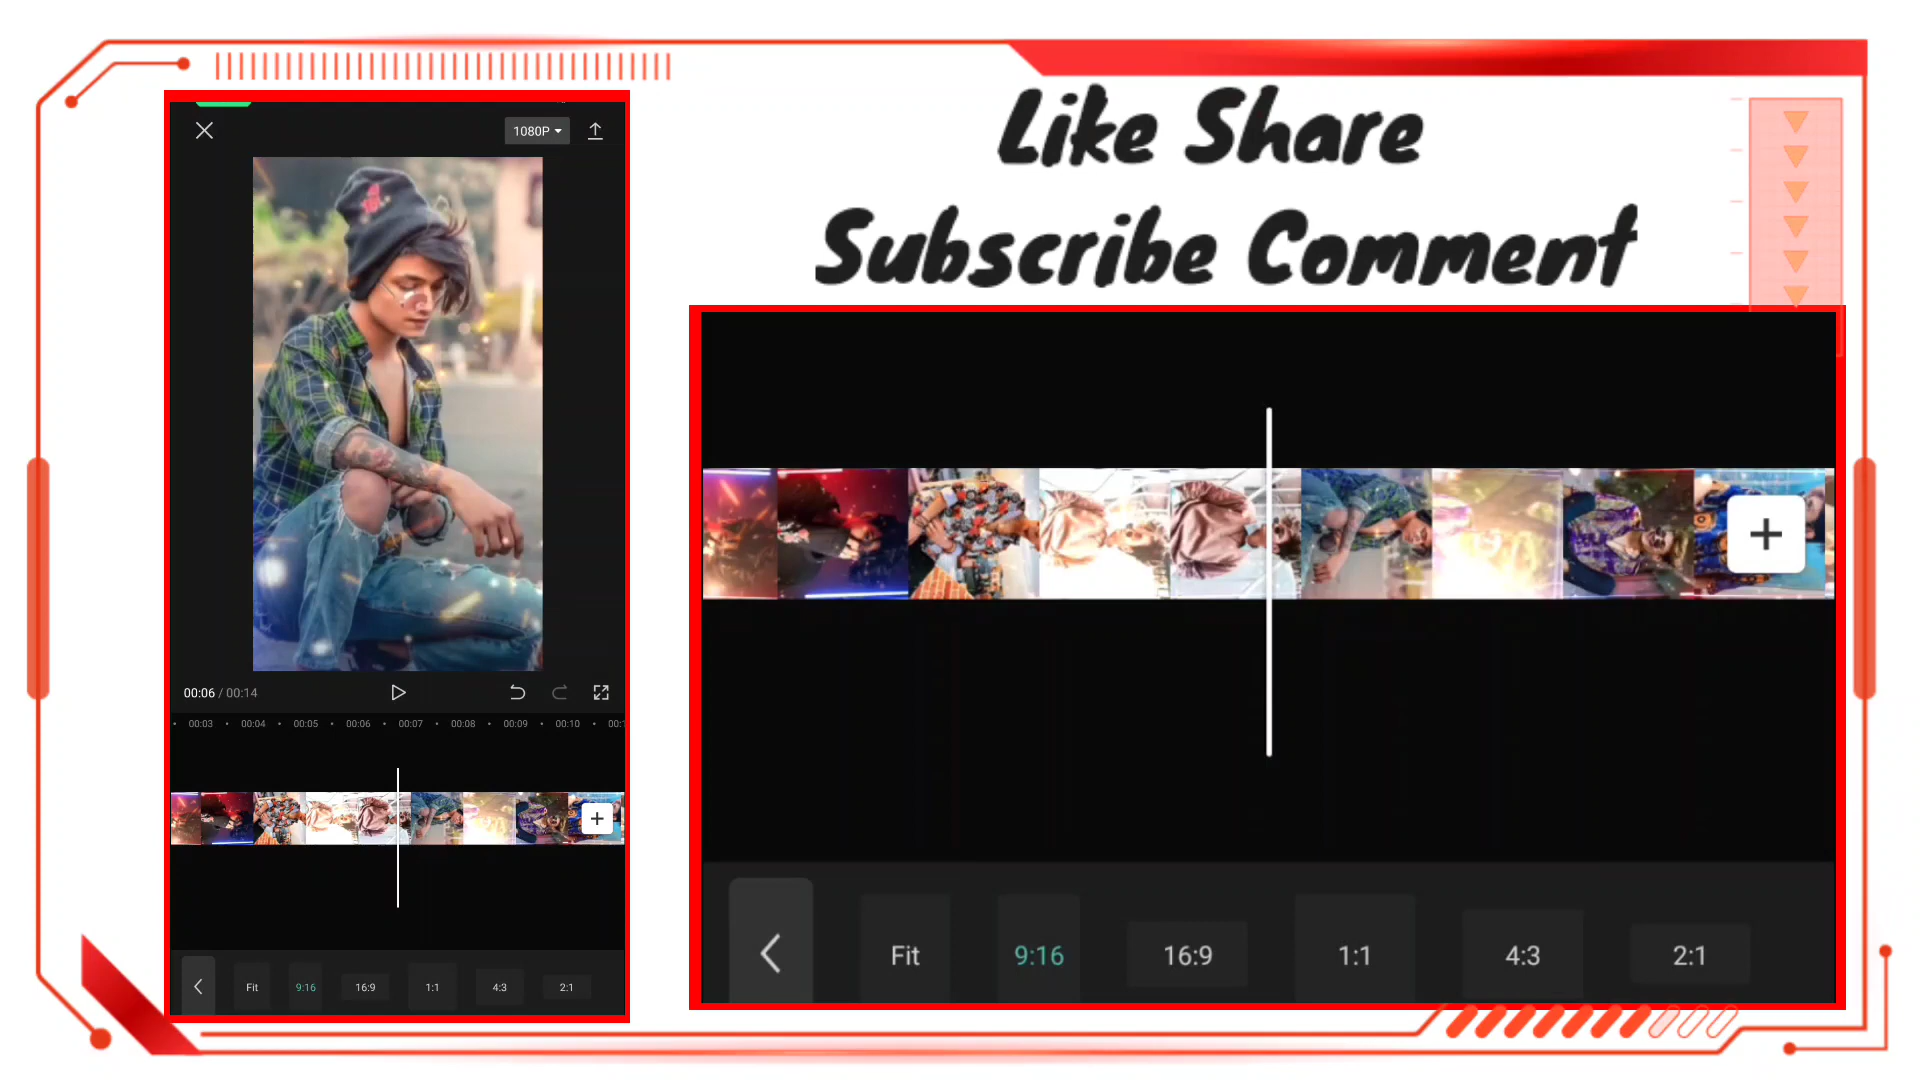 Like Share
Subscribe Comment
1080P
00:06 / 00:14
00:03 00:04 00:05 00:06 00:07 00:08 00:09 00:10
Fit 9:16 16:9 1:1 4:3 2:1
Fit 9:16 16:9 1:1 4:3 2:1